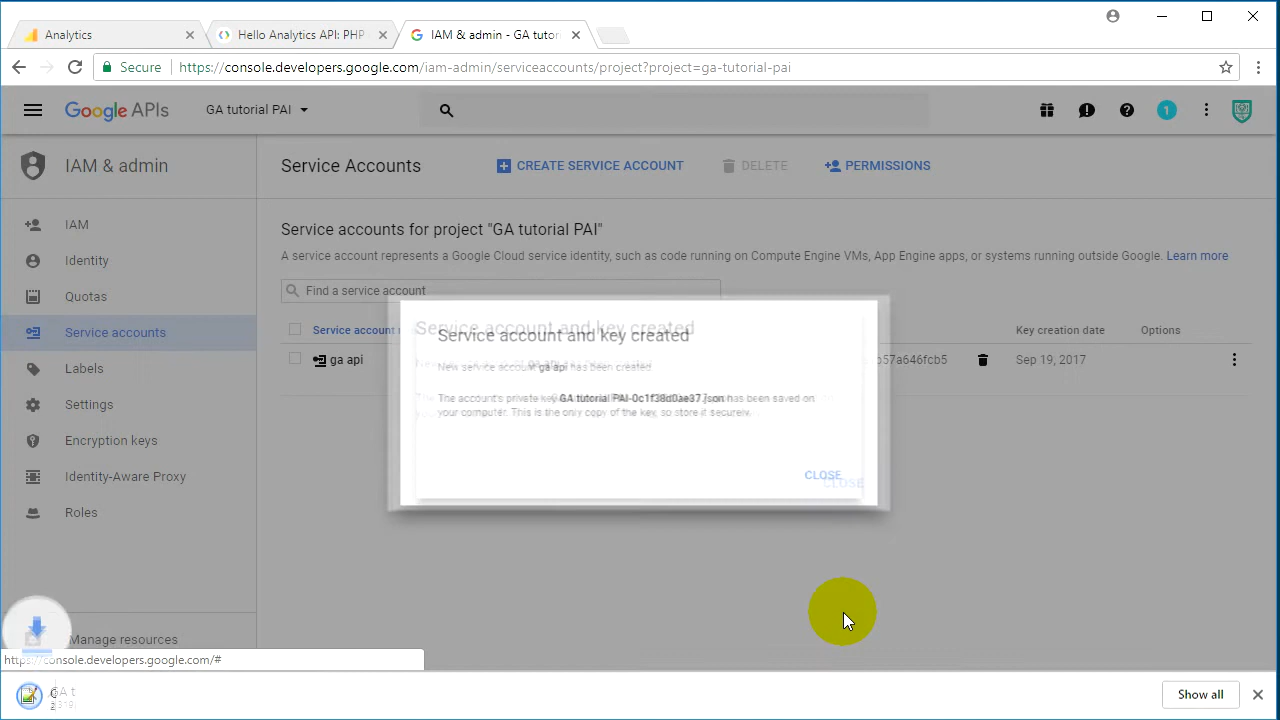 Analytics
Hello Analytics API: PHP
IAM & admin - GA tutori
Secure https://console.developers.google.com/iam-admin/serviceaccounts/project?project=ga-tutorial-pai
Google APIs GA tutorial PAI 1
IAM & admin
Service Accounts CREATE SERVICE ACCOUNT DELETE PERMISSIONS
IAM
Identity
Quotas
Service accounts
Labels
Settings
Encryption keys
Identity-Aware Proxy
Roles
Manage resources
Service accounts for project "GA tutorial PAI"
A service account represents a Google Cloud service identity, such as code running on Compute Engine VMs, App Engine apps, or systems running outside Google. Learn more
Find a service account
Service account Key creation date Options
ga api b57a646fcb5 Sep 19, 2017
Service account and key created
New service account ga api has been created.
The account's private key GA tutorial PAI-0c1f38d0ae37.json has been saved on
your computer. This is the only copy of the key, so store it securely.
CLOSE
https://console.developers.google.com/#
GA t
Show all